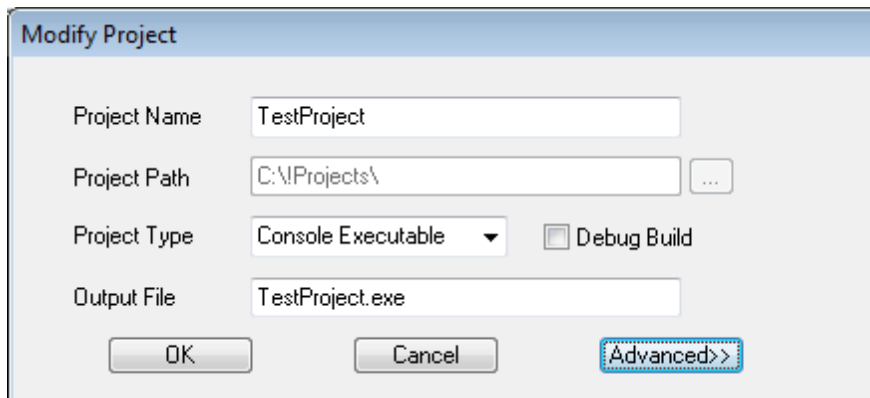 Modify Project
Project Name TestProject
Project Path C:\!Projects\ ...
Project Type Console Executable Debug Build
Output File TestProject.exe
OK Cancel Advanced>>